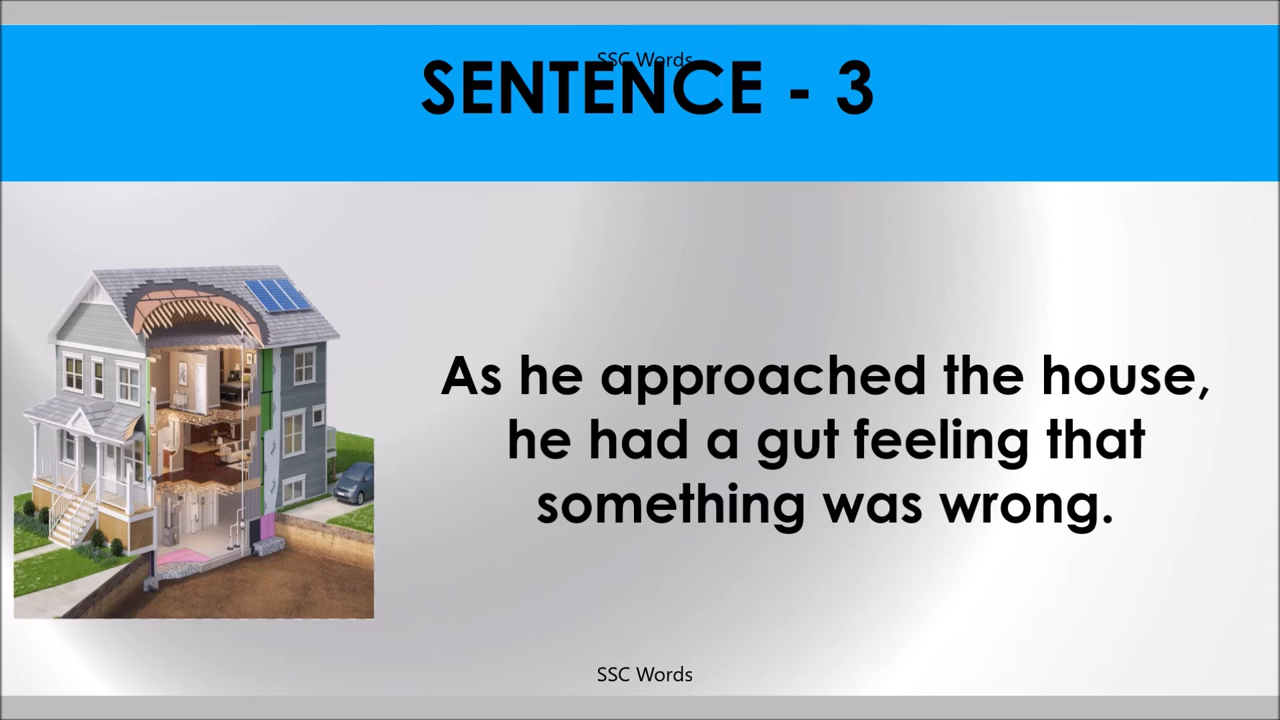 SSC Words
SENTENCE - 3
As he approached the house,
he had a gut feeling that
something was wrong.
SSC Words